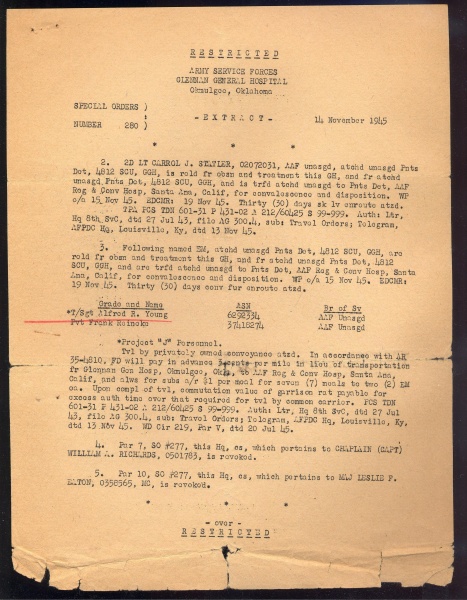 RESTRICTED
ARMY SERVICE FORCES
GLENNAN GENERAL HOSPITAL
Okmulgee, Oklahoma
SPECIAL ORDERS )
)
NUMBER 280 )
- EXTRACT -
14 November 1945
* * *
2. 2D LT CARROL J. STATLER, 02072031, AAF unasgd, atchd unasgd Pnts
Det, 4812 SCU, GGH, is reld fr obsn and treatment this GH, and fr atchd
unasgd Pnts Det, 4812 SCU, GGH, and is trfd atchd to Pnts Det, AAF
Reg & Conv Hosp, Santa Ana, Calif, for convalescence and disposition. WP
o/a 15 Nov 45. EDCMR: 19 Nov 45. Thirty (30) days sk lv enroute atzd.
TPA PCS TDN 601-31 P 431-02 A 212/60425 S 99-999. Auth: Ltr,
Hq 8th SvC, dtd 27 Jul 43, file AG 300.4, sub: Travel Orders; Telegram,
AFPDC Hq, Louisville, Ky, dtd 13 Nov 45.
3. Following named EM, atchd unasgd Pnts Det, 4812 SCU, GGH, are
reld fr obsn and treatment this GH, and fr atchd unasgd Pnts Det, 4812
SCU, GGH, and are trfd atchd to Pnts Det, AAF Reg & Conv Hosp, Santa
Ana, Calif, for convalescence and disposition. WP o/a 15 Nov 45. EDCMR:
19 Nov 45. Thirty (30) days conv fur enroute atzd.
Grade and Name ASN Br of Sv
*T/Sgt Alfred R. Young 6292334 AAF Unasgd
Pvt Frank Reineke 37418274 AAF Unasgd
*Project "J" Personnel.
Tvl by privately owned conveyance atzd. In accordance with AR
35-4810, FD will pay in advance 3 cents per mile in lieu of transportation
fr Glennan Gen Hosp, Okmulgee, Okla, to AAF Reg & Conv Hosp, Santa Ana,
Calif, and alws for subs a/r $1 per meal for seven (7) meals to two (2) EM
ea. Upon compl of tvl, commutation value of garrison rat payable for
excess auth time over that required for tvl by common carrier. PCS TDN
601-31 P 431-02 A 212/60425 S 99-999. Auth: Ltr, Hq 8th SvC, dtd 27 Jul
43, file AG 300.4, sub: Travel Orders; Telegram, AFPDC Hq, Louisville, Ky,
dtd 13 Nov 45. WD Cir 219, Par V, dtd 20 Jul 45.
4. Par 7, SO #277, this Hq, cs, which pertains to CHAPLAIN (CAPT)
WILLIAM A. RICHARDS, 0501783, is revoked.
5. Par 10, SO #277, this Hq, cs, which pertains to MAJ LESLIE P.
EATON, 0358565, MC, is revoked.
* * *
- over -
RESTRICTED